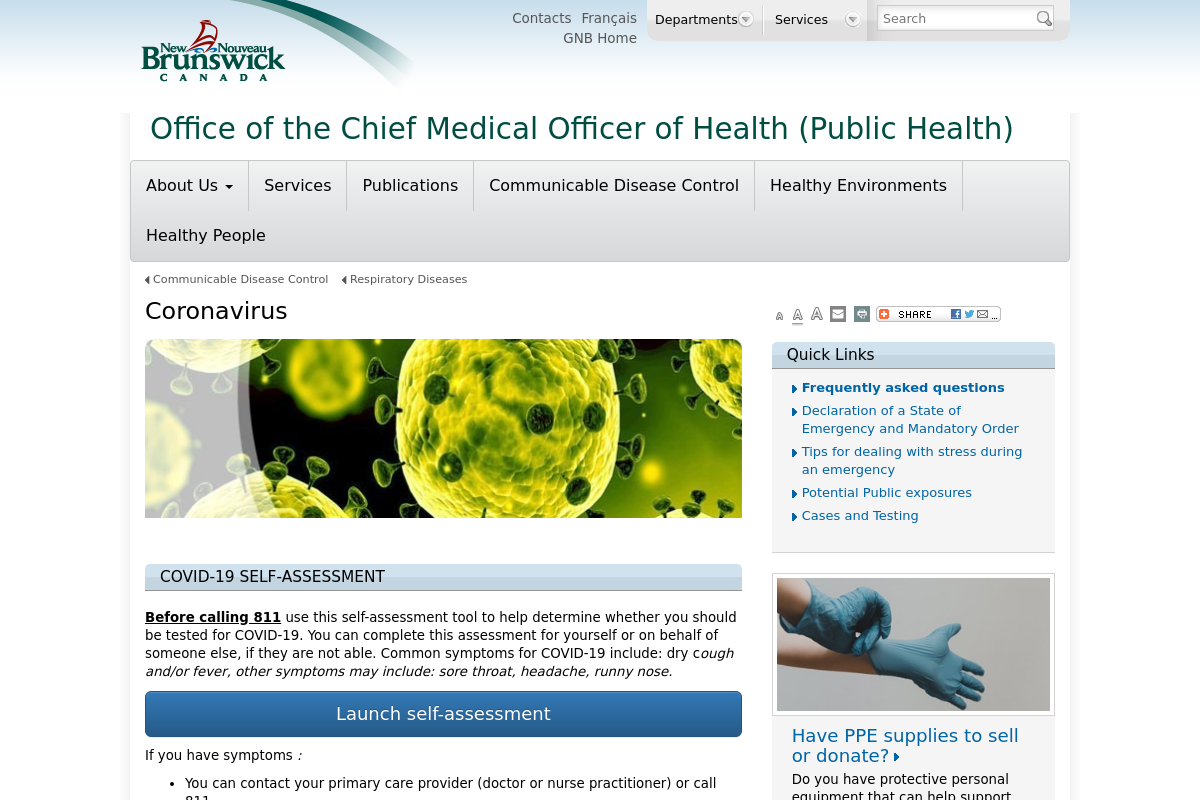 Contacts Français
GNB Home
Departments
Services
Search
New Nouveau
Brunswick
CANADA
Office of the Chief Medical Officer of Health (Public Health)
About Us
Services
Publications
Communicable Disease Control
Healthy Environments
Healthy People
Communicable Disease Control
Respiratory Diseases
Coronavirus
A A A
SHARE
...
COVID-19 SELF-ASSESSMENT
Before calling 811 use this self-assessment tool to help determine whether you should
be tested for COVID-19. You can complete this assessment for yourself or on behalf of
someone else, if they are not able. Common symptoms for COVID-19 include: dry cough
and/or fever, other symptoms may include: sore throat, headache, runny nose.
Launch self-assessment
If you have symptoms :
• You can contact your primary care provider (doctor or nurse practitioner) or call
811
Quick Links
Frequently asked questions
Declaration of a State of
Emergency and Mandatory Order
Tips for dealing with stress during
an emergency
Potential Public exposures
Cases and Testing
Have PPE supplies to sell
or donate?
Do you have protective personal
equipment that can help support